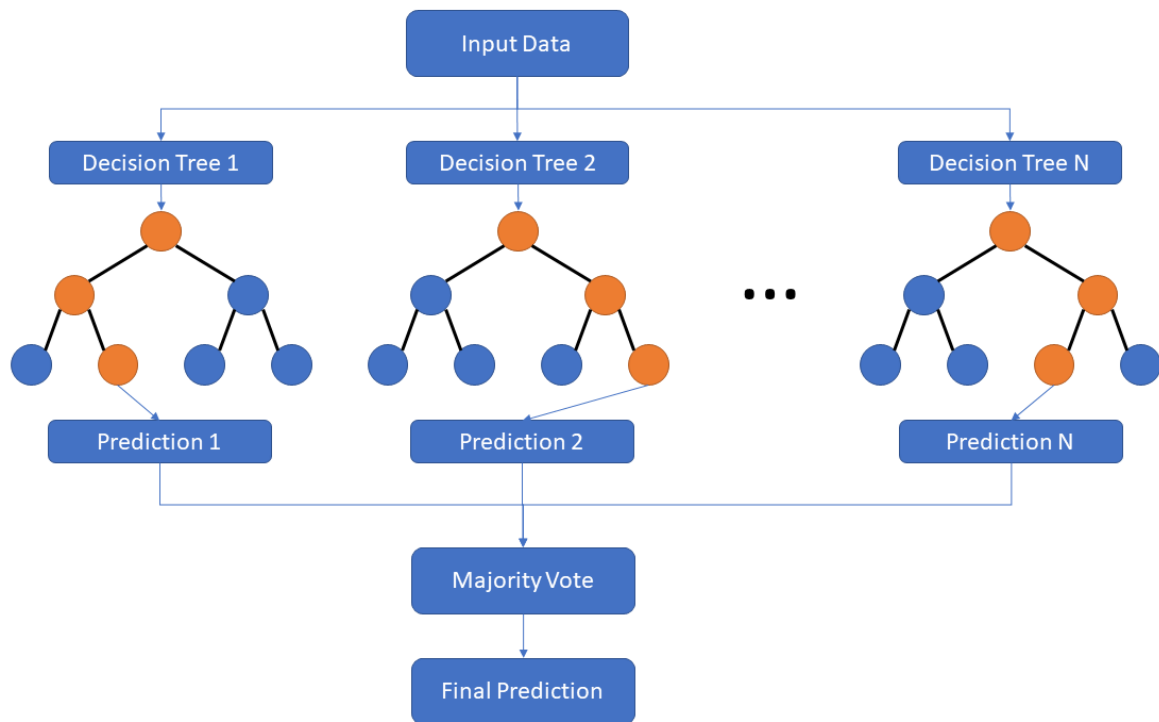 Input Data
Decision Tree 1
Decision Tree 2
Decision Tree N
...
Prediction 1
Prediction 2
Prediction N
Majority Vote
Final Prediction